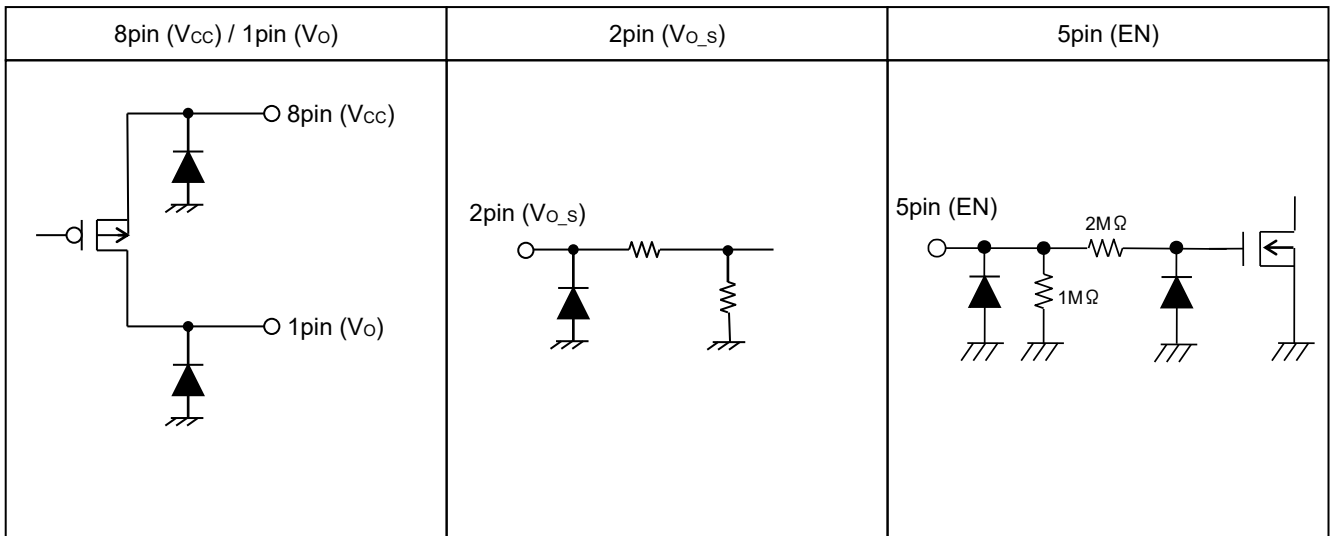 8pin (VCC) / 1pin (VO)
2pin (VO_S)
5pin (EN)
8pin (VCC)
1pin (VO)
2pin (VO_S)
5pin (EN)
2MΩ
1MΩ